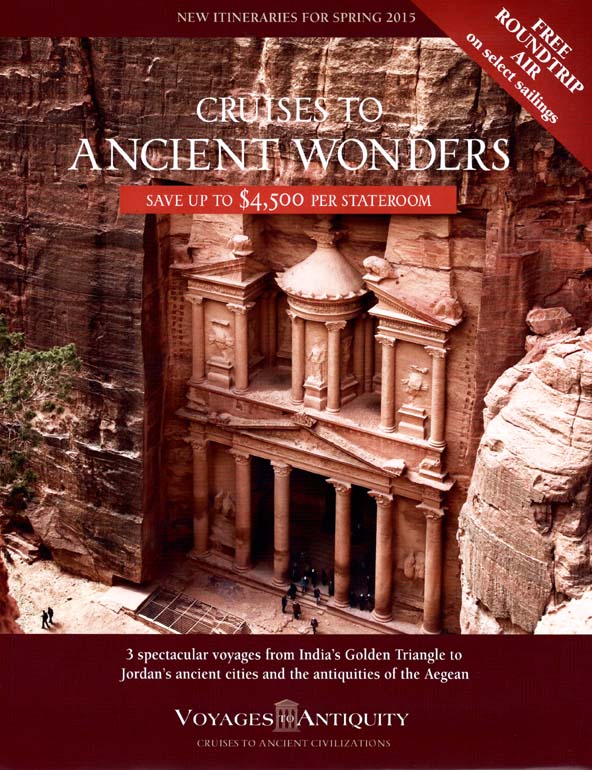 NEW ITINERARIES FOR SPRING 2015
FREE
ROUNDTRIP
AIR
on select sailings
CRUISES TO
ANCIENT WONDERS
SAVE UP TO $4,500 PER STATEROOM
3 spectacular voyages from India's Golden Triangle to
Jordan's ancient cities and the antiquities of the Aegean
VOYAGES TO ANTIQUITY
CRUISES TO ANCIENT CIVILIZATIONS